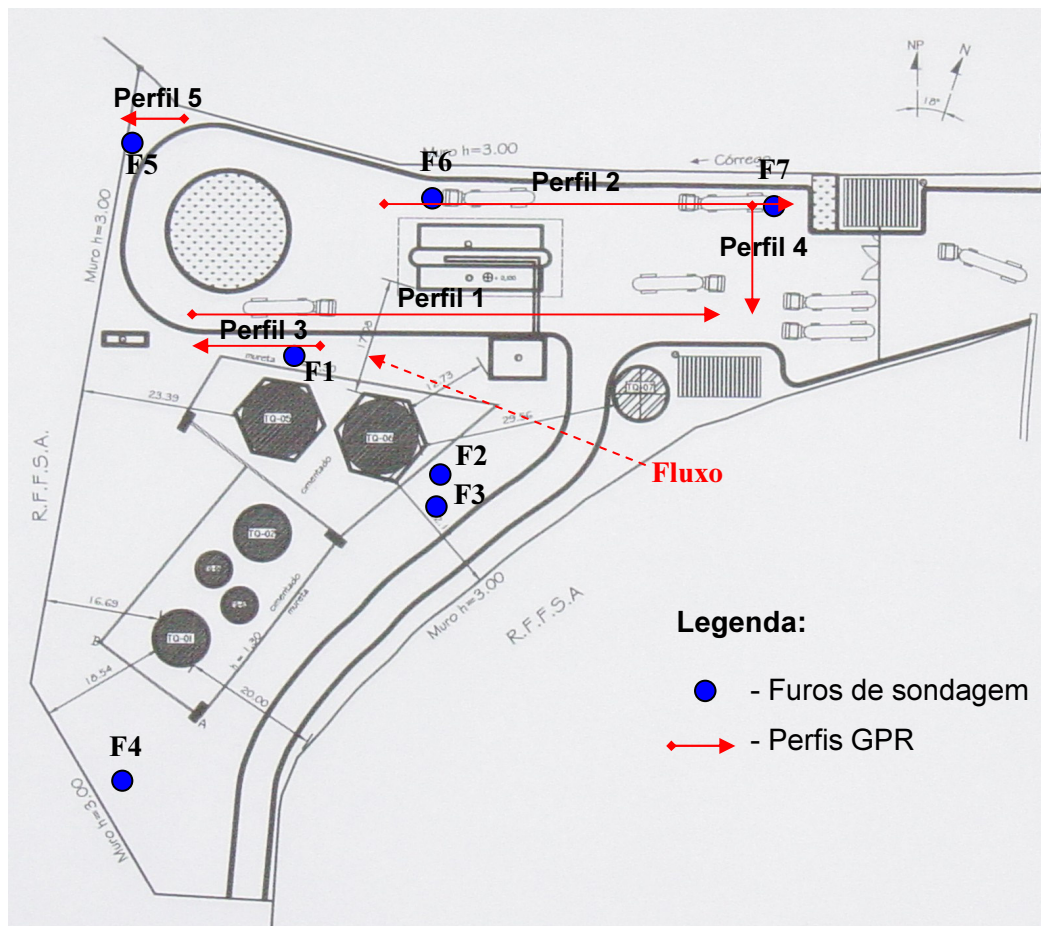 Perfil 5
NP
N
18°
F5
Muro h=3.00
F6
← Córrego
F7
Perfil 2
Perfil 4
Muro h=3.00
Perfil 1
Perfil 3
mureta
F1
17.28
12.73
TQ-07
23.39
TQ-05
TQ-06
29.56
R.F.F.S.A.
F2
Fluxo
F3
cimentado
TQ-02
cimentado
mureta
16.69
TQ-01
B
h = 1.30
18.54
20.00
A
Muro h=3.00
R.F.F.S.A
F4
Muro h=3.00
Legenda:
- Furos de sondagem
- Perfis GPR